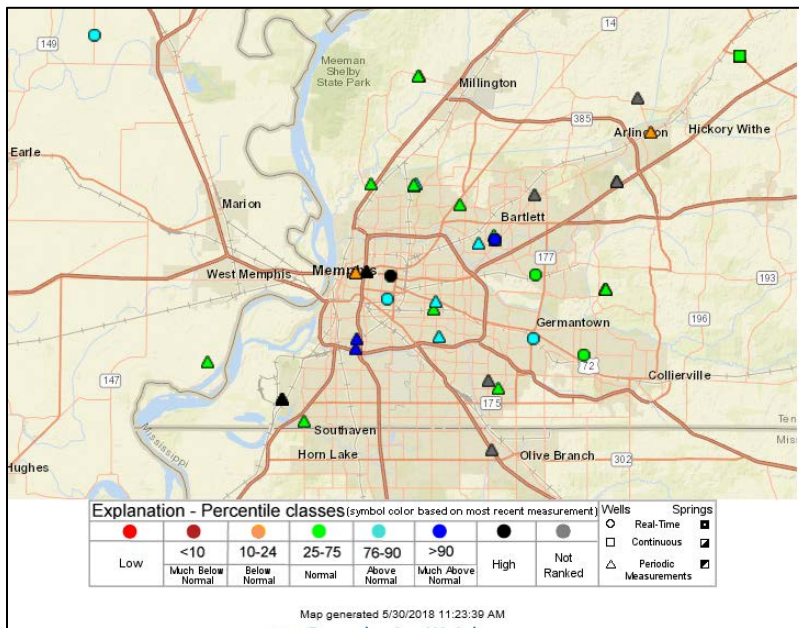 149
14
Meeman
Shelby
State Park
Millington
385
Arlington
Hickory Withe
Earle
Marion
Bartlett
West Memphis
Memphis
177
193
Germantown
196
147
72
Collierville
175
Mississippi
Southaven
Horn Lake
Olive Branch
302
Hughes
Ten
Miss
Explanation - Percentile classes (symbol color based on most recent measurement)
Low
<10
Much Below
Normal
10-24
Below
Normal
25-75
Normal
76-90
Above
Normal
>90
Much Above
Normal
High
Not
Ranked
Wells Springs
Real-Time
Continuous
Periodic
Measurements
Map generated 5/30/2018 11:23:39 AM